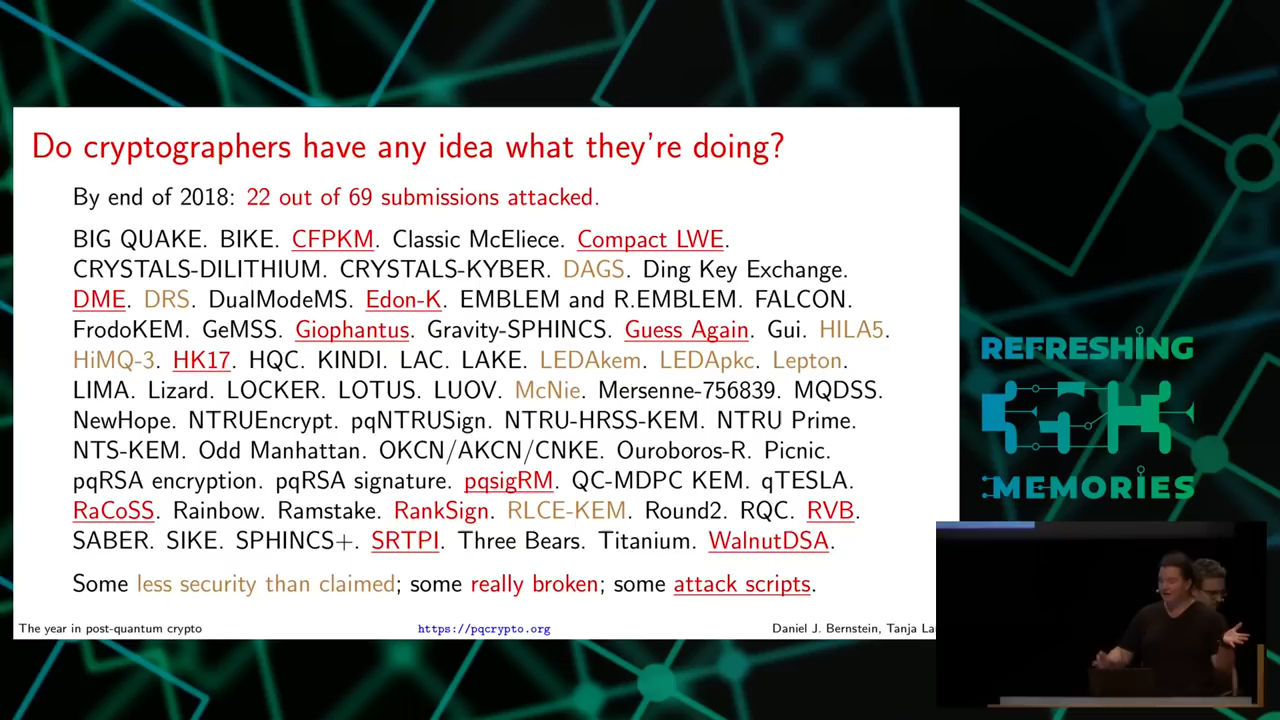 Do cryptographers have any idea what they're doing?
By end of 2018: 22 out of 69 submissions attacked.
BIG QUAKE. BIKE. CFPKM. Classic McEliece. Compact LWE.
CRYSTALS-DILITHIUM. CRYSTALS-KYBER. DAGS. Ding Key Exchange.
DME. DRS. DualModeMS. Edon-K. EMBLEM and R.EMBLEM. FALCON.
FrodoKEM. GeMSS. Giophantus. Gravity-SPHINCS. Guess Again. Gui. HILA5.
HiMQ-3. HK17. HQC. KINDI. LAC. LAKE. LEDAkem. LEDApkc. Lepton.
LIMA. Lizard. LOCKER. LOTUS. LUOV. McNie. Mersenne-756839. MQDSS.
NewHope. NTRUEncrypt. pqNTRUSign. NTRU-HRSS-KEM. NTRU Prime.
NTS-KEM. Odd Manhattan. OKCN/AKCN/CNKE. Ouroboros-R. Picnic.
pqRSA encryption. pqRSA signature. pqsigRM. QC-MDPC KEM. qTESLA.
RaCoSS. Rainbow. Ramstake. RankSign. RLCE-KEM. Round2. RQC. RVB.
SABER. SIKE. SPHINCS+. SRTPI. Three Bears. Titanium. WalnutDSA.
Some less security than claimed; some really broken; some attack scripts.
The year in post-quantum crypto https://pqcrypto.org Daniel J. Bernstein, Tanja La
REFRESHING
MEMORIES